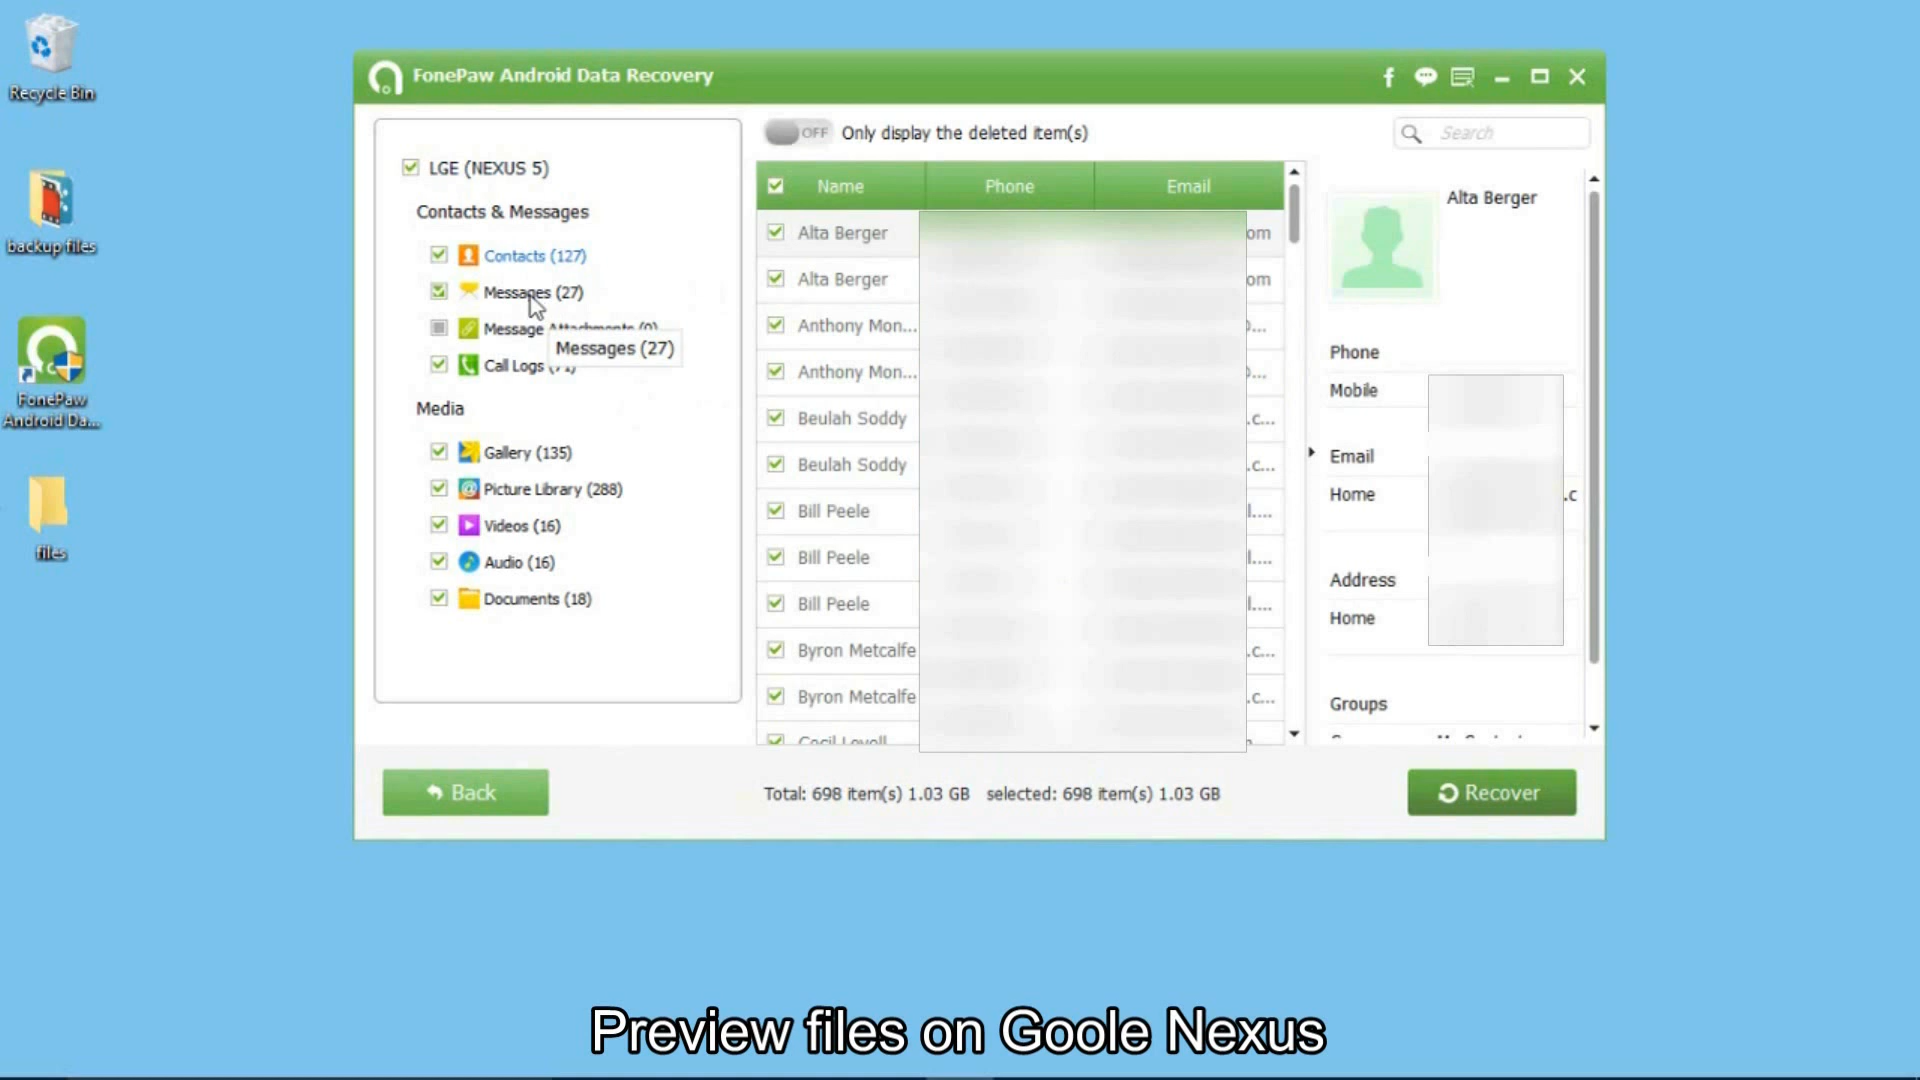 Recycle Bin
backup files
FonePaw
Android Da...
files
FonePaw Android Data Recovery
LGE (NEXUS 5)
Contacts & Messages
Contacts (127)
Messages (27)
Message
Messages (27)
Call Logs
Media
Gallery (135)
Picture Library (288)
Videos (16)
Audio (16)
Documents (18)
OFF Only display the deleted item(s)
Search
Name Phone Email
Alta Berger om
Alta Berger om
Anthony Mon... ...
Anthony Mon... ...
Beulah Soddy .c...
Beulah Soddy .c...
Bill Peele l....
Bill Peele l....
Bill Peele l....
Byron Metcalfe .c...
Byron Metcalfe .c...
Alta Berger
Phone
Mobile
Email
Home .c
Address
Home
Groups
Back
Total: 698 item(s) 1.03 GB selected: 698 item(s) 1.03 GB
Recover
Preview files on Goole Nexus